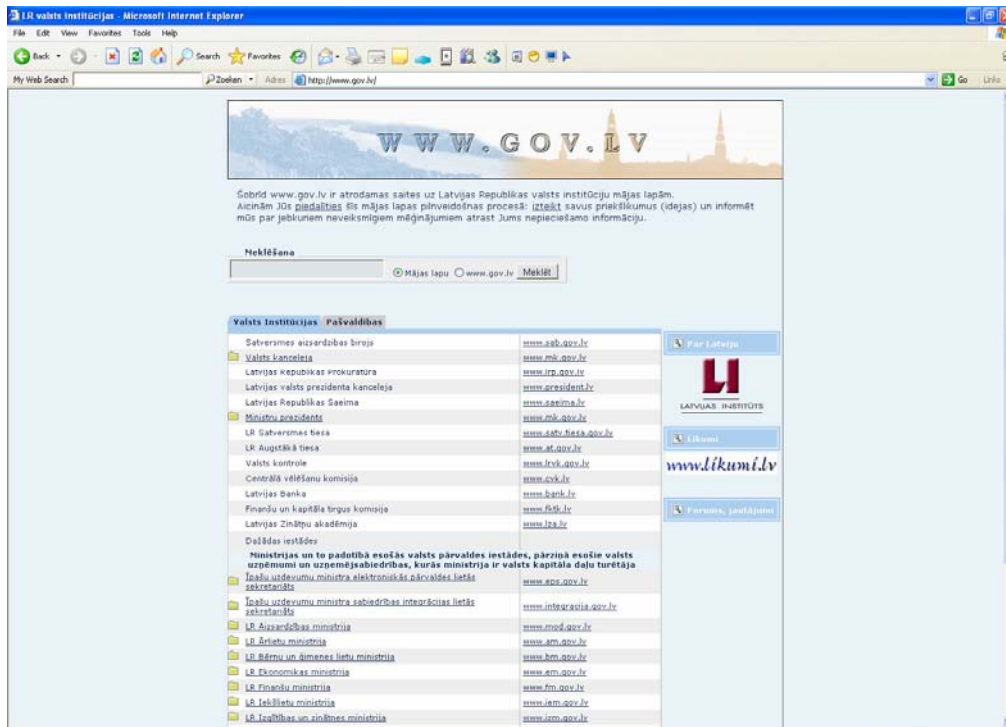 LR valsts institūcijas - Microsoft Internet Explorer
File Edit View Favorites Tools Help
Back Search Favorites
My Web Search Zoeken Adres http://www.gov.lv/ Go Links
WWW.GOV.LV
Šobrīd www.gov.lv ir atrodamas saites uz Latvijas Republikas valsts institūciju mājas lapām.
Aicinām Jūs piedalīties šīs mājas lapas pilnveidošnas procesā: izteikt savus priekšlikumus (idejas) un informēt
mūs par jebkuriem neveiksmīgiem mēģinājumiem atrast Jums nepieciešamo informāciju.
Meklēšana
Mājas lapu www.gov.lv Meklēt
Valsts Institūcijas Pašvaldības
Satversmes aizsardzības birojs www.sab.gov.lv
Valsts kanceleja www.mk.gov.lv
Latvijas Republikas Prokuratūra www.lrp.gov.lv
Latvijas valsts prezidenta kanceleja www.president.lv
Latvijas Republikas Saeima www.saeima.lv
Ministru prezidents www.mk.gov.lv
LR Satversmes tiesa www.satv.tiesa.gov.lv
LR Augstākā tiesa www.at.gov.lv
Valsts kontrole www.lrvk.gov.lv
Centrālā vēlēšanu komisija www.cvk.lv
Latvijas Banka www.bank.lv
Finanšu un kapitāla tirgus komisija www.fktk.lv
Latvijas Zinātņu akadēmija www.lza.lv
Dažādas iestādes
Ministrijas un to padotībā esošās valsts pārvaldes iestādes, pārziņā esošie valsts
uzņēmumi un uzņemējsabiedrības, kurās ministrija ir valsts kapitāla daļu turētāja
Īpašu uzdevumu ministra elektroniskās pārvaldes lietās
sekretariāts www.eps.gov.lv
Īpašu uzdevumu ministra sabiedrības integrācijas lietās
sekretariāts www.integracija.gov.lv
LR Aizsardzības ministrija www.mod.gov.lv
LR Ārlietu ministrija www.am.gov.lv
LR Bērnu un ģimenes lietu ministrija www.bm.gov.lv
LR Ekonomikas ministrija www.em.gov.lv
LR Finanšu ministrija www.fm.gov.lv
LR Iekšlietu ministrija www.iem.gov.lv
LR Izglītības un zinātnes ministrija www.izm.gov.lv
Par Latviju
LI
LATVIJAS INSTITŪTS
Likumi
www.likumi.lv
Forums, jautājumi